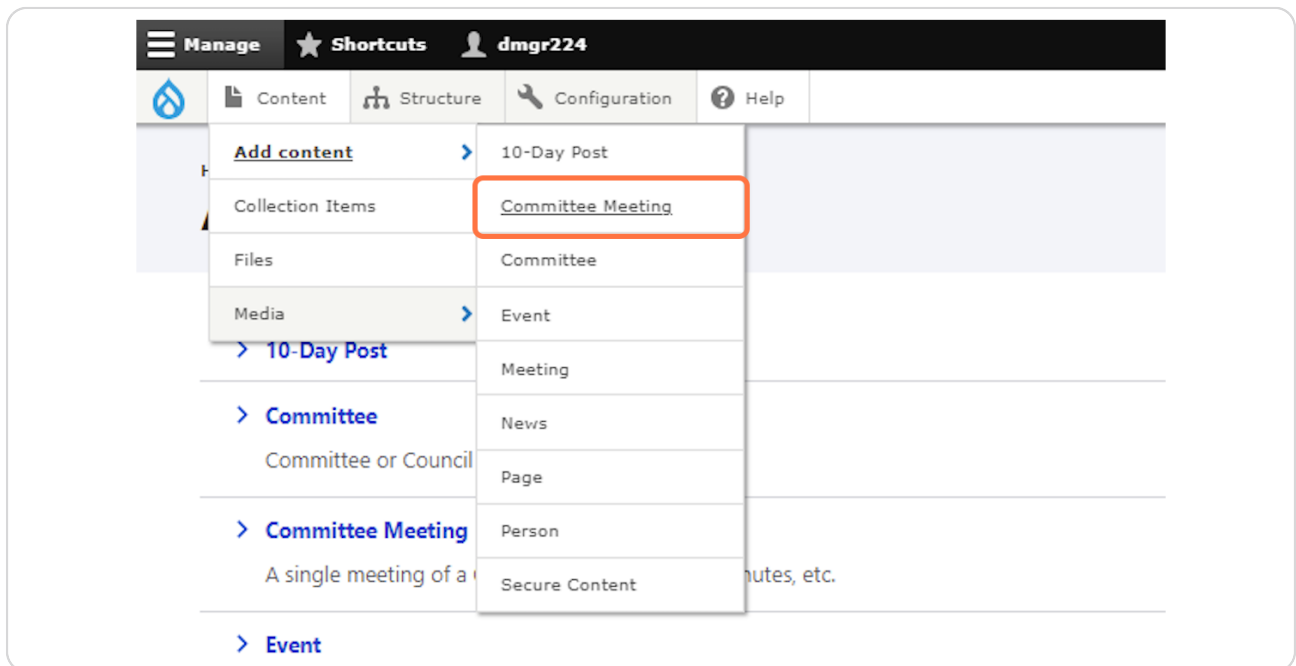 Manage Shortcuts dmgr224
Content Structure Configuration Help
Add content
Collection Items
Files
Media
10-Day Post
Committee Meeting
Committee
Event
Meeting
News
Page
Person
Secure Content
10-Day Post
Committee
Committee or Council
Committee Meeting
A single meeting of a
etc.
Event